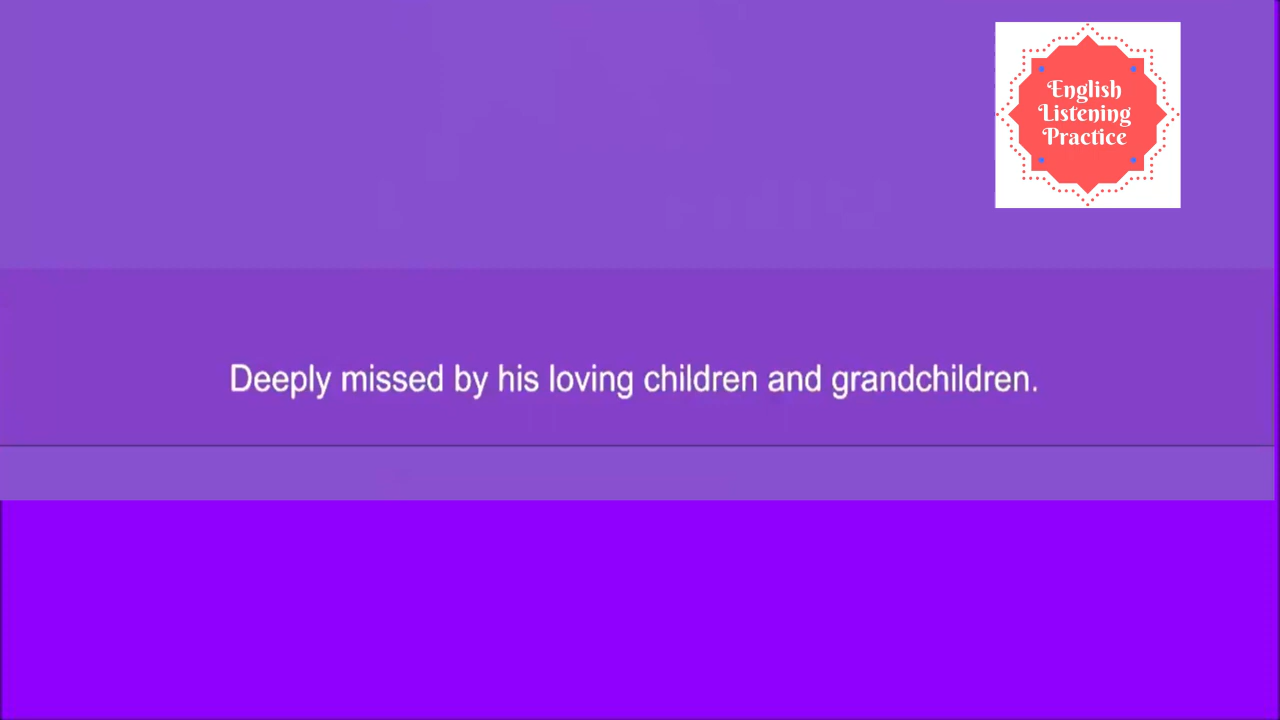 English
Listening
Practice
Deeply missed by his loving children and grandchildren.